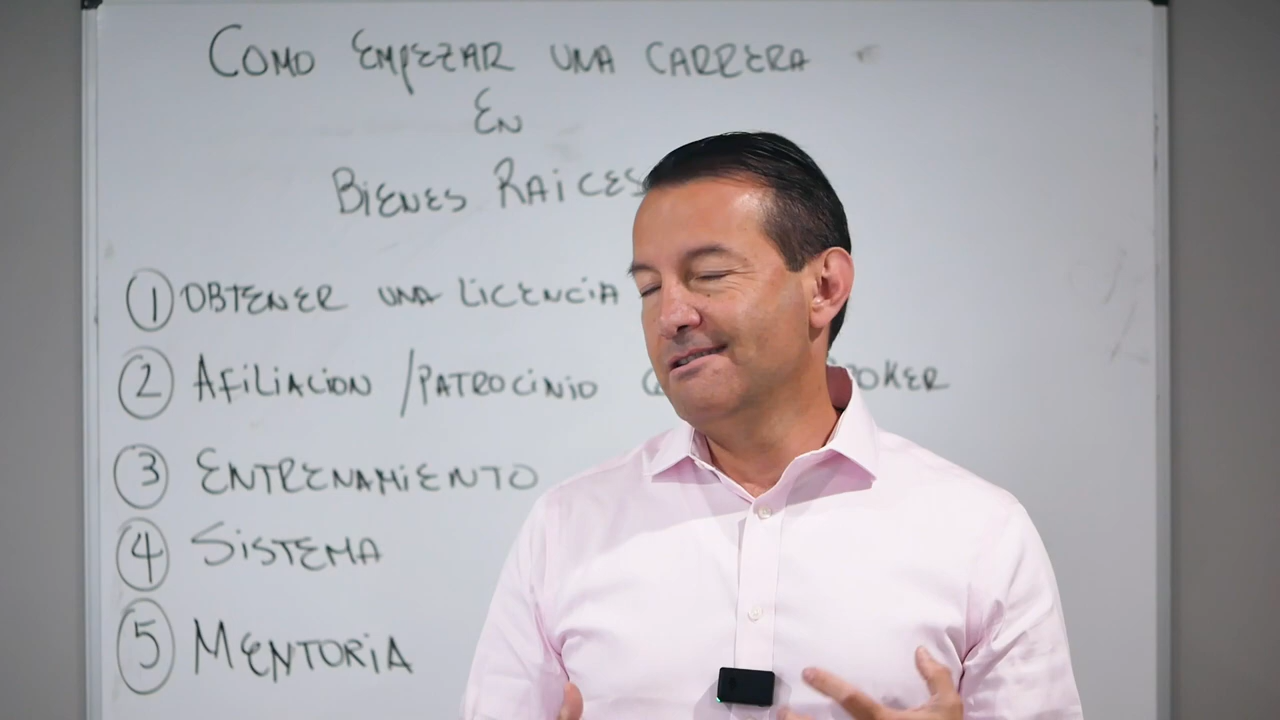 COMO EMPEZAR UNA CARRERA
EN
BIENES RAICES
1 OBTENER UNA LICENCIA
2 AFILIACION / PATROCINIO
3 ENTRENAMIENTO
4 SISTEMA
5 MENTORIA